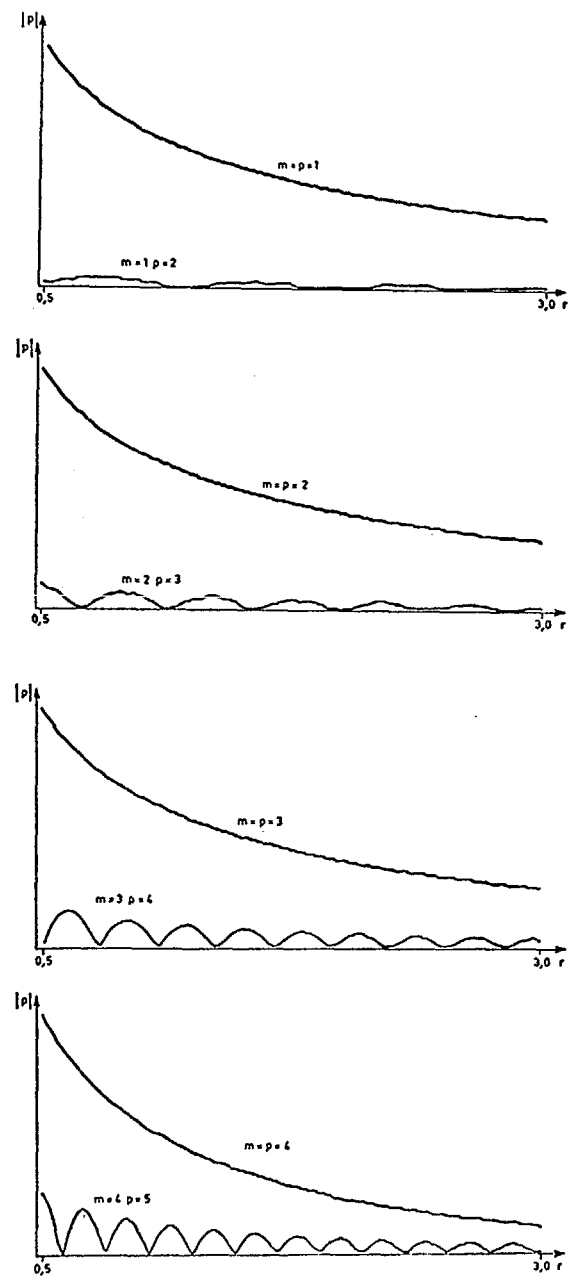 |p|
m=p=1
m=1 p=2
0,5 3,0 r
|p|
m=p=2
m=2 p=3
0,5 3,0 r
|p|
m=p=3
m=3 p=4
0,5 3,0 r
|p|
m=p=4
m=4 p=5
0,5 3,0 r